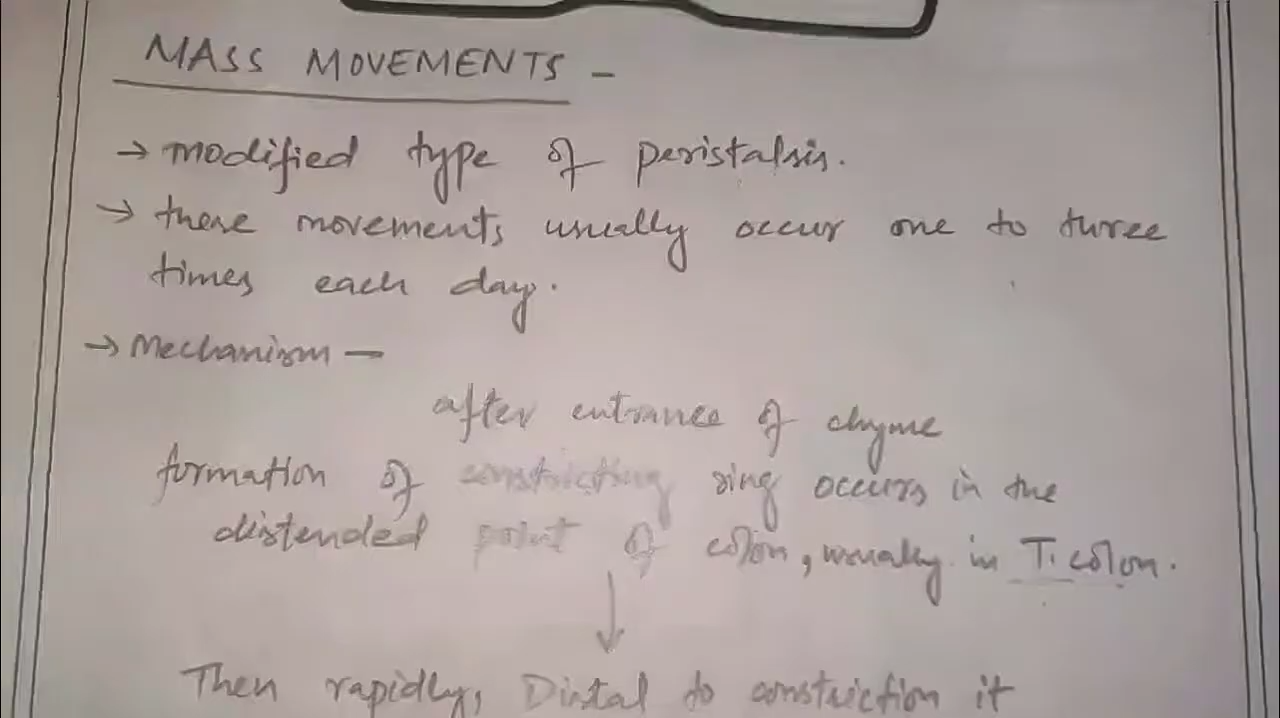 MASS MOVEMENTS -
→ modified type of peristalsis.
→ these movements usually occur one to three
times each day.
→ Mechanism -
after entrance of chyme
formation of constricting ring occurs in the
distended point of colon, usually in T. colon.
↓
Then rapidly, Distal to constriction it